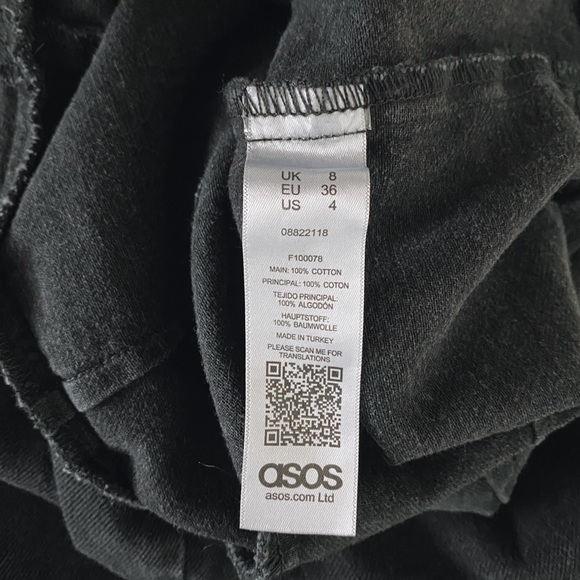 UK 8
EU 36
US 4
08822118
F100078
MAIN: 100% COTTON
PRINCIPAL: 100% COTON
TEJIDO PRINCIPAL:
100% ALGODÓN
HAUPTSTOFF:
100% BAUMWOLLE
MADE IN TURKEY
PLEASE SCAN ME FOR
TRANSLATIONS
asos
asos.com Ltd